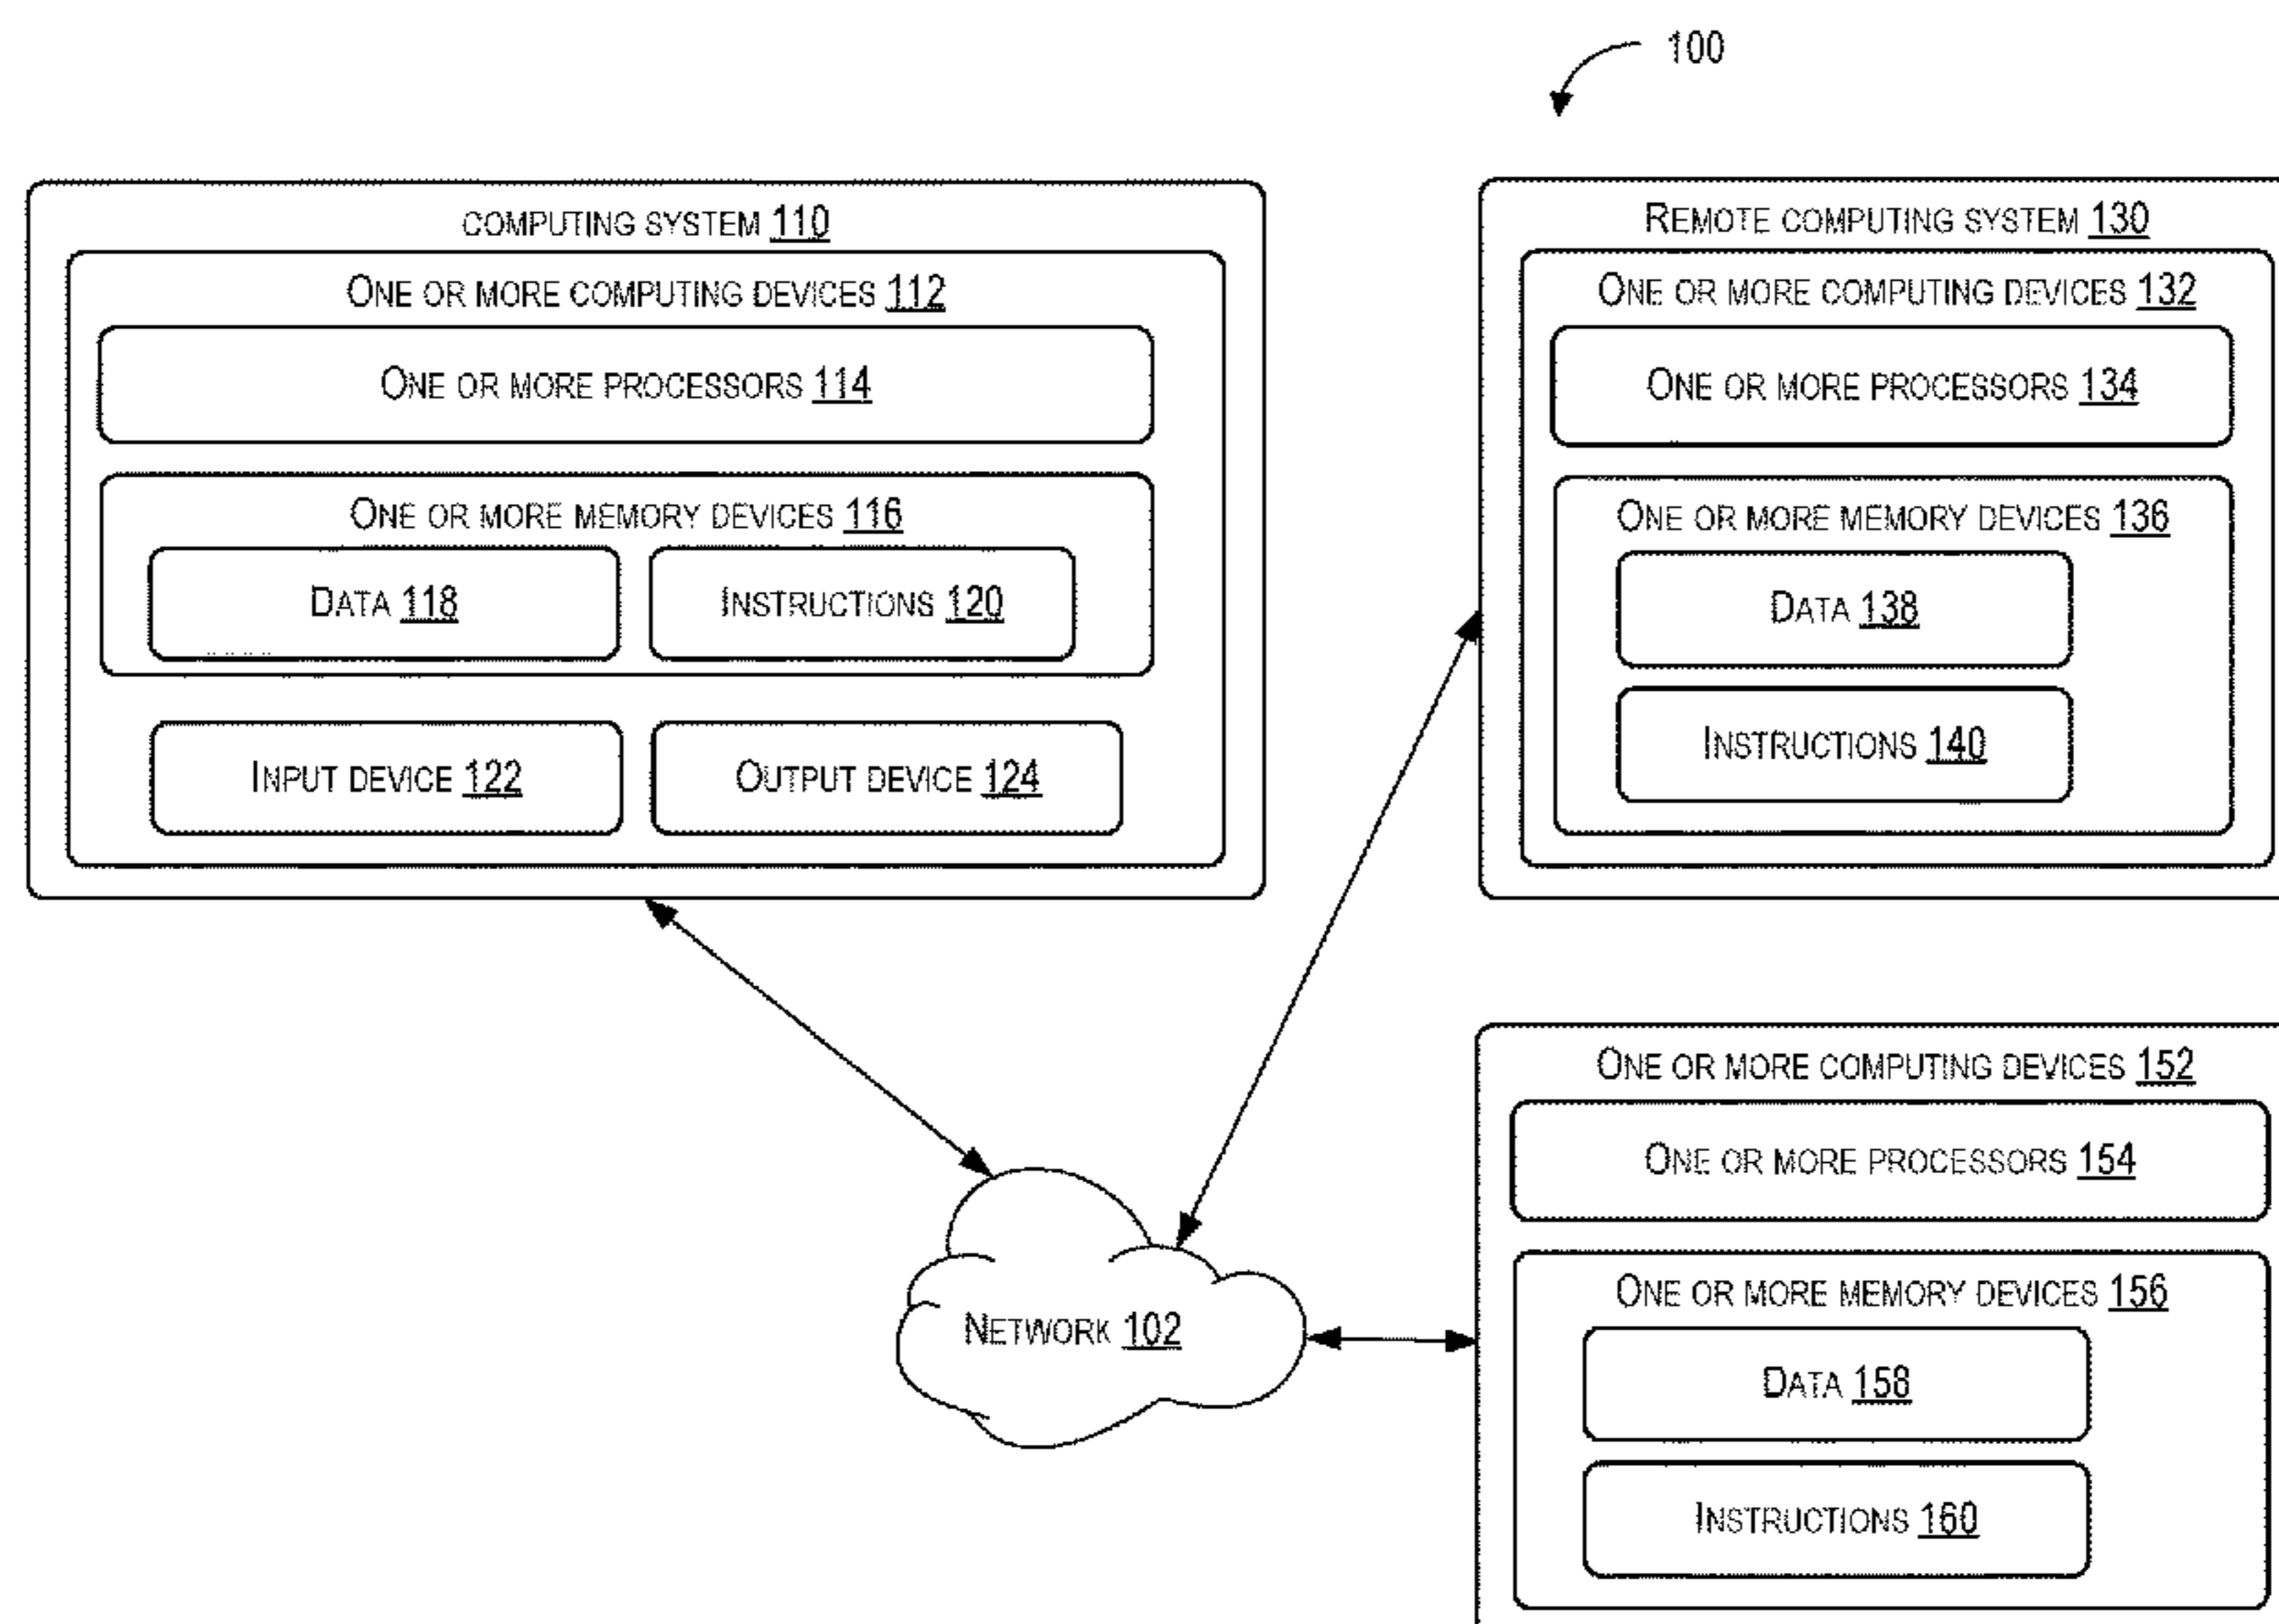 100
COMPUTING SYSTEM 110
ONE OR MORE COMPUTING DEVICES 112
ONE OR MORE PROCESSORS 114
ONE OR MORE MEMORY DEVICES 116
DATA 118
INSTRUCTIONS 120
INPUT DEVICE 122
OUTPUT DEVICE 124
REMOTE COMPUTING SYSTEM 130
ONE OR MORE COMPUTING DEVICES 132
ONE OR MORE PROCESSORS 134
ONE OR MORE MEMORY DEVICES 136
DATA 138
INSTRUCTIONS 140
NETWORK 102
ONE OR MORE COMPUTING DEVICES 152
ONE OR MORE PROCESSORS 154
ONE OR MORE MEMORY DEVICES 156
DATA 158
INSTRUCTIONS 160